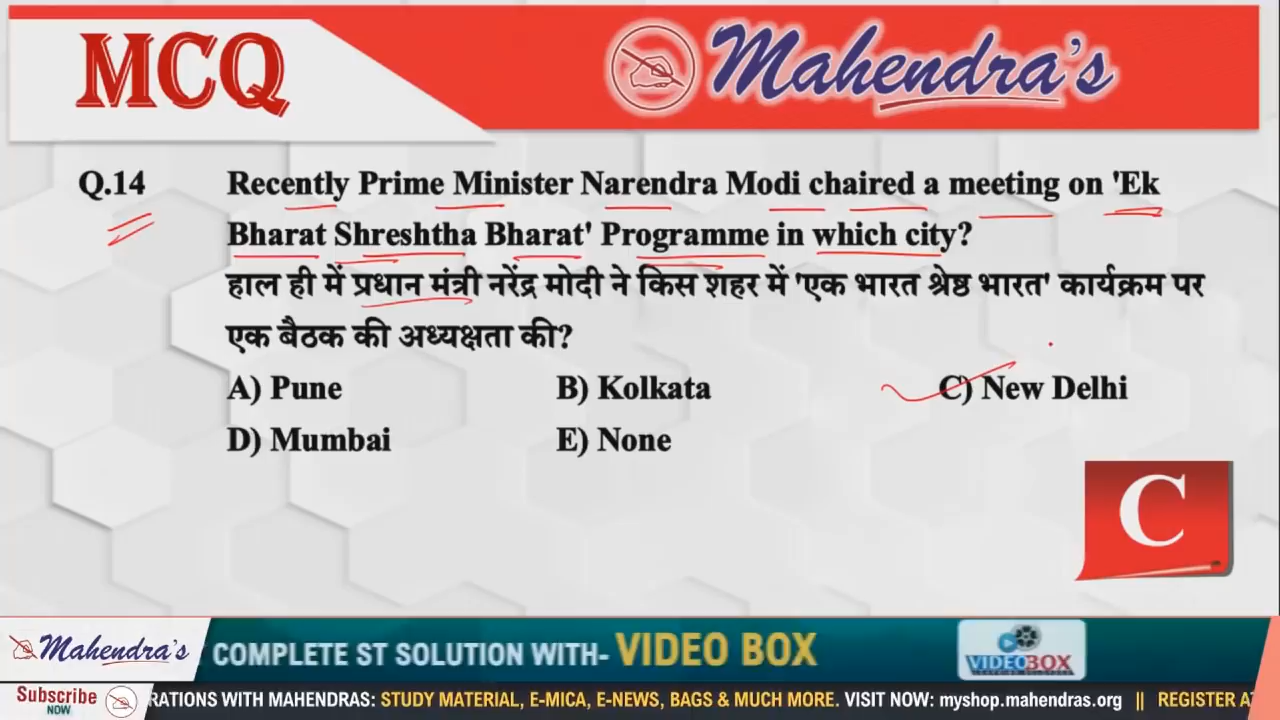 MCQ
Mahendra's
Q.14 Recently Prime Minister Narendra Modi chaired a meeting on 'Ek
Bharat Shreshtha Bharat' Programme in which city?
हाल ही में प्रधान मंत्री नरेंद्र मोदी ने किस शहर में 'एक भारत श्रेष्ठ भारत' कार्यक्रम पर
एक बैठक की अध्यक्षता की?
A) Pune B) Kolkata C) New Delhi
D) Mumbai E) None
C
Mahendra's COMPLETE ST SOLUTION WITH- VIDEO BOX
VIDEOBOX
Subscribe
NOW
RATIONS WITH MAHENDRAS: STUDY MATERIAL, E-MICA, E-NEWS, BAGS & MUCH MORE. VISIT NOW: myshop.mahendras.org || REGISTER